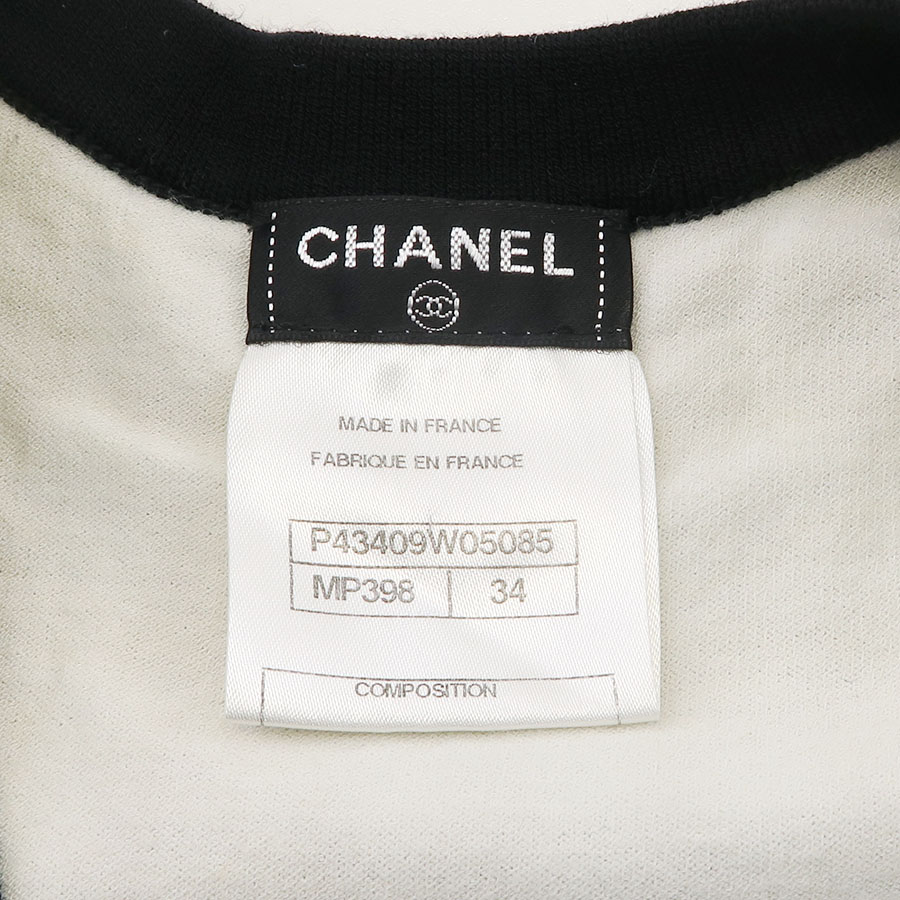 CHANEL
MADE IN FRANCE
FABRIQUE EN FRANCE
P43409W05085
MP398 34
COMPOSITION